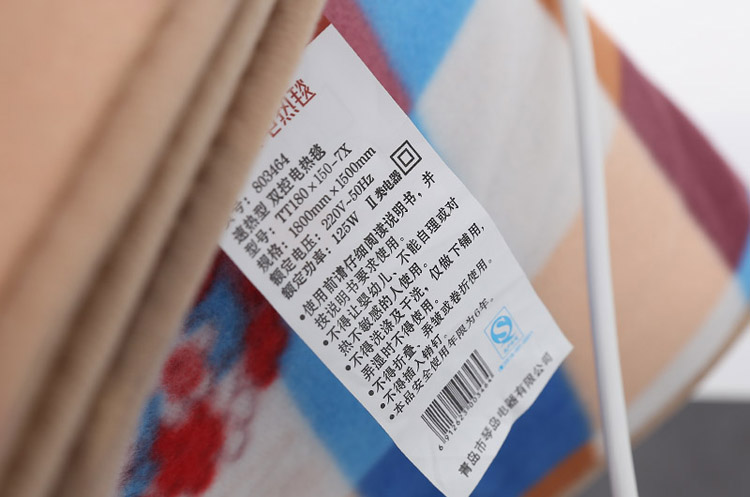 热毯
号：803464
速热型 双控电热毯
型号：TT180×150-7X
规格：1800mm×1500mm
额定电压：220V~50Hz
额定功率：125W Ⅱ类电器
•使用前请仔细阅读说明书，并
按说明书要求使用。
•不得让婴幼儿、不能自理或对
热不敏感的人使用。
•不得洗涤及干洗，仅做下铺用，
弄湿时不得使用。
•不得折叠、弄皱或卷折使用。
•不得插入销钉。
•本品安全使用年限为6年。
青岛市琴岛电器有限公司